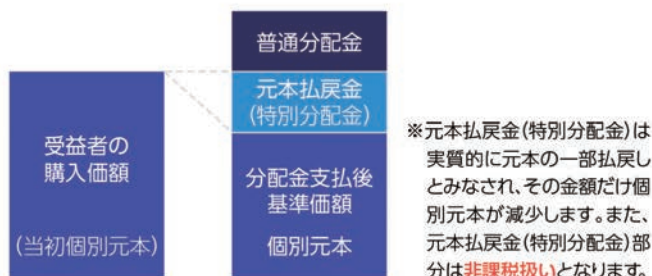 普通分配金
元本払戻金
(特別分配金)
受益者の
購入価額
(当初個別元本)
分配金支払後
基準価額
個別元本
※元本払戻金(特別分配金)は
実質的に元本の一部払戻し
とみなされ、その金額だけ個
別元本が減少します。また、
元本払戻金(特別分配金)部
分は非課税扱いとなります。